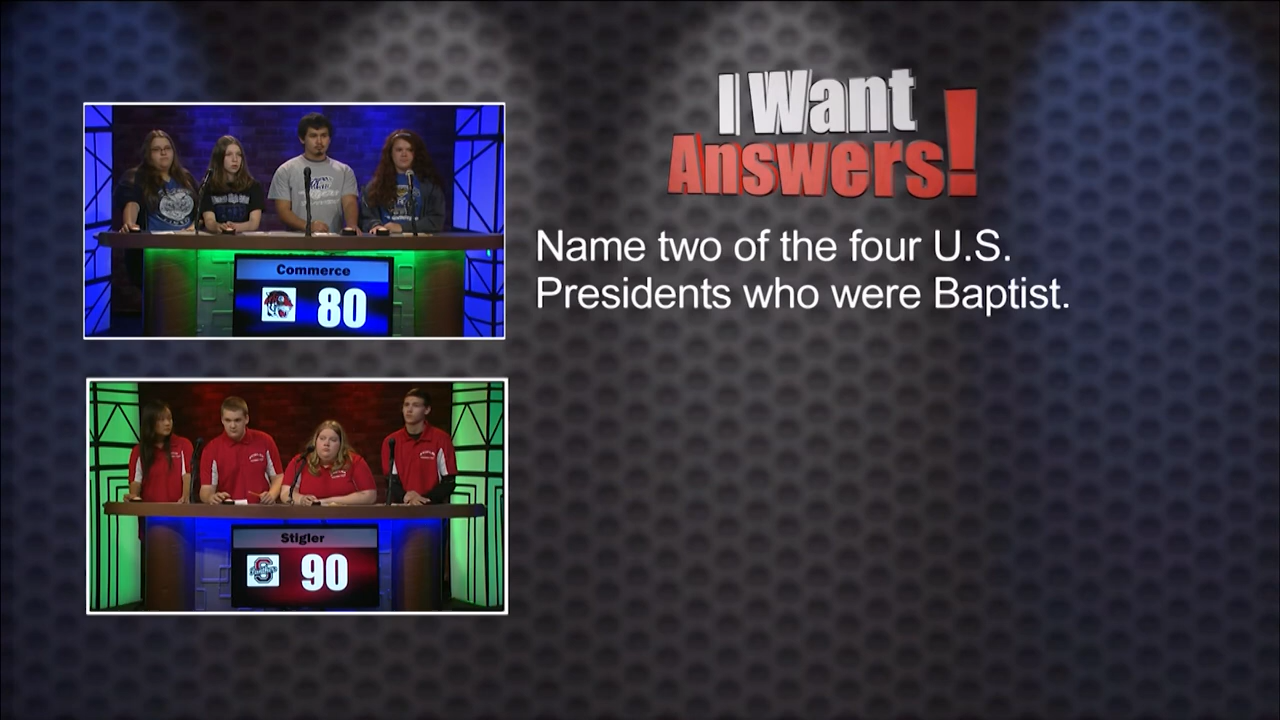 I Want
Answers!
Name two of the four U.S.
Presidents who were Baptist.
Commerce
80
Stigler
90